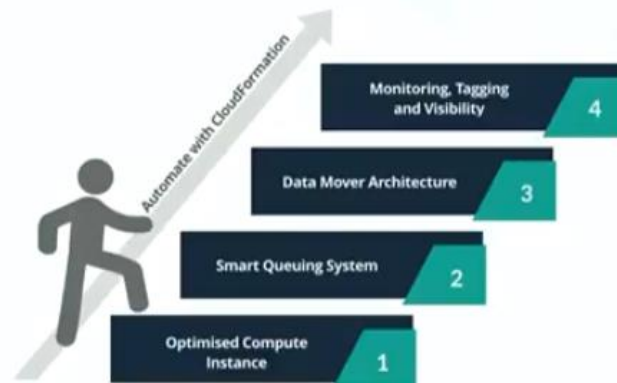 Automate with CloudFormation
Monitoring, Tagging
and Visibility
4
Data Mover Architecture
3
Smart Queuing System
2
Optimised Compute
Instance
1